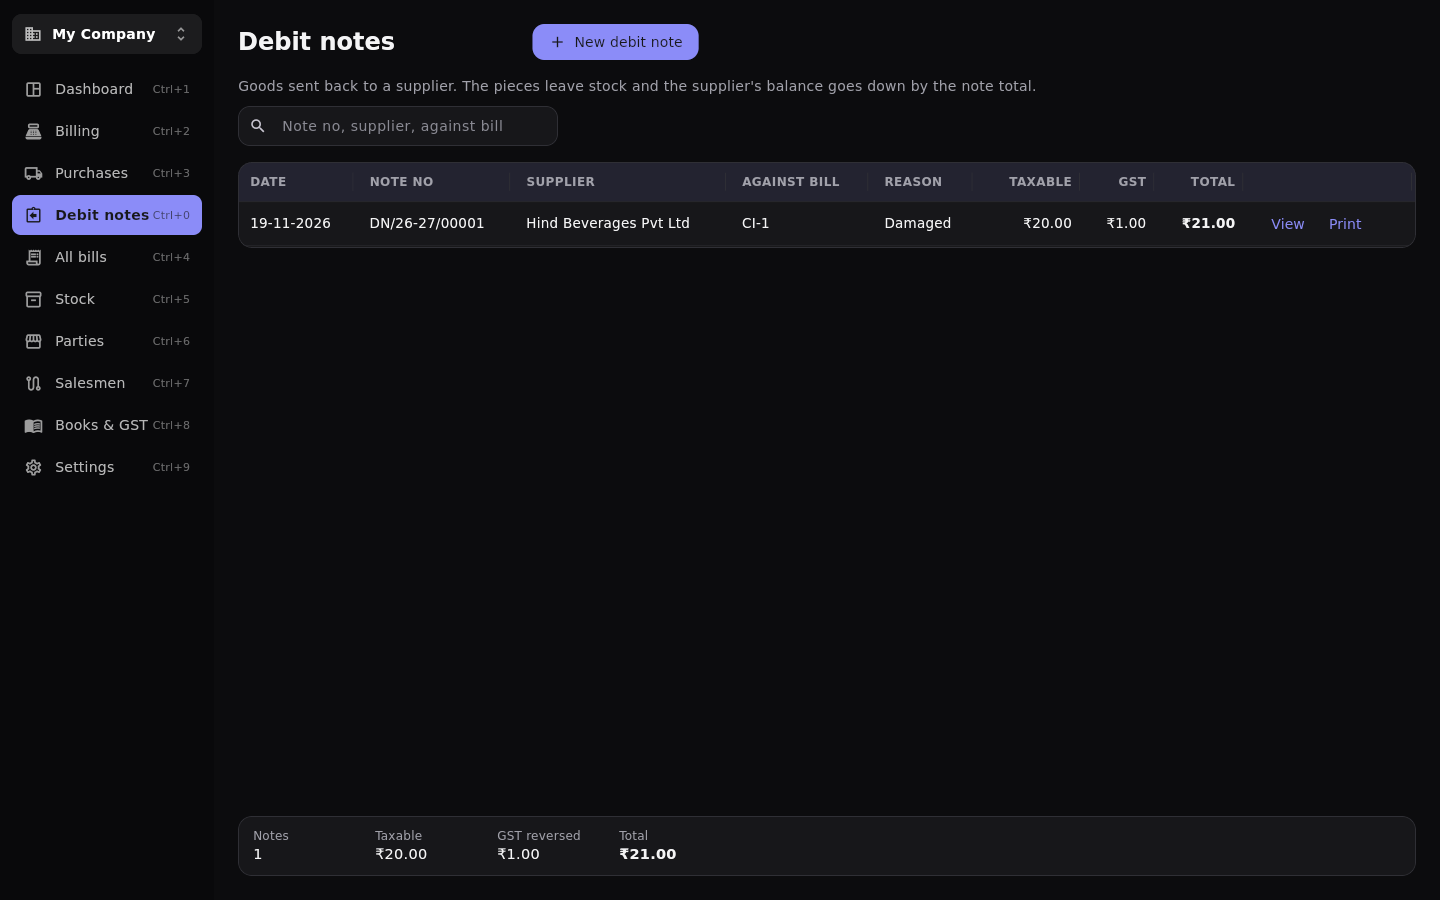 My Company
Dashboard Ctrl+1
Billing Ctrl+2
Purchases Ctrl+3
Debit notes Ctrl+0
All bills Ctrl+4
Stock Ctrl+5
Parties Ctrl+6
Salesmen Ctrl+7
Books & GST Ctrl+8
Settings Ctrl+9
Debit notes
New debit note
Goods sent back to a supplier. The pieces leave stock and the supplier's balance goes down by the note total.
Note no, supplier, against bill
DATE NOTE NO SUPPLIER AGAINST BILL REASON TAXABLE GST TOTAL
19-11-2026 DN/26-27/00001 Hind Beverages Pvt Ltd CI-1 Damaged ₹20.00 ₹1.00 ₹21.00 View Print
Notes Taxable GST reversed Total
1 ₹20.00 ₹1.00 ₹21.00